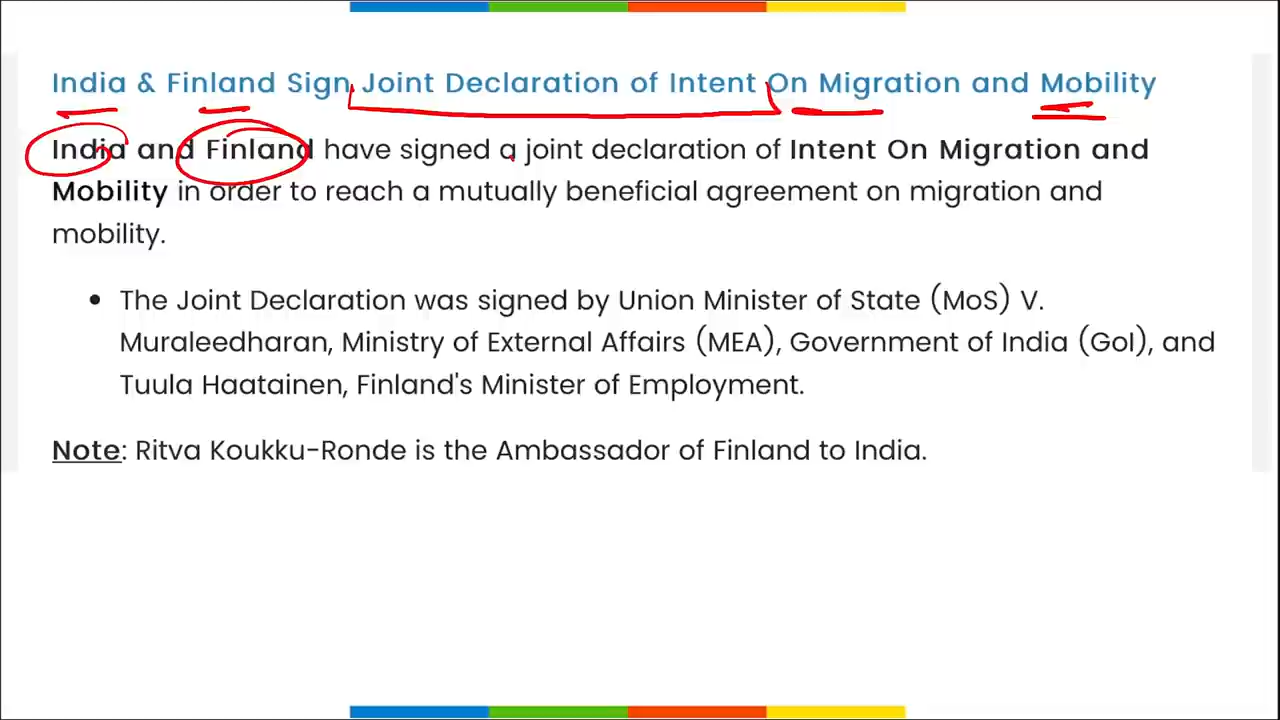 India & Finland Sign Joint Declaration of Intent On Migration and Mobility
India and Finland have signed a joint declaration of Intent On Migration and
Mobility in order to reach a mutually beneficial agreement on migration and
mobility.
• The Joint Declaration was signed by Union Minister of State (MoS) V.
Muraleedharan, Ministry of External Affairs (MEA), Government of India (GoI), and
Tuula Haatainen, Finland's Minister of Employment.
Note: Ritva Koukku-Ronde is the Ambassador of Finland to India.